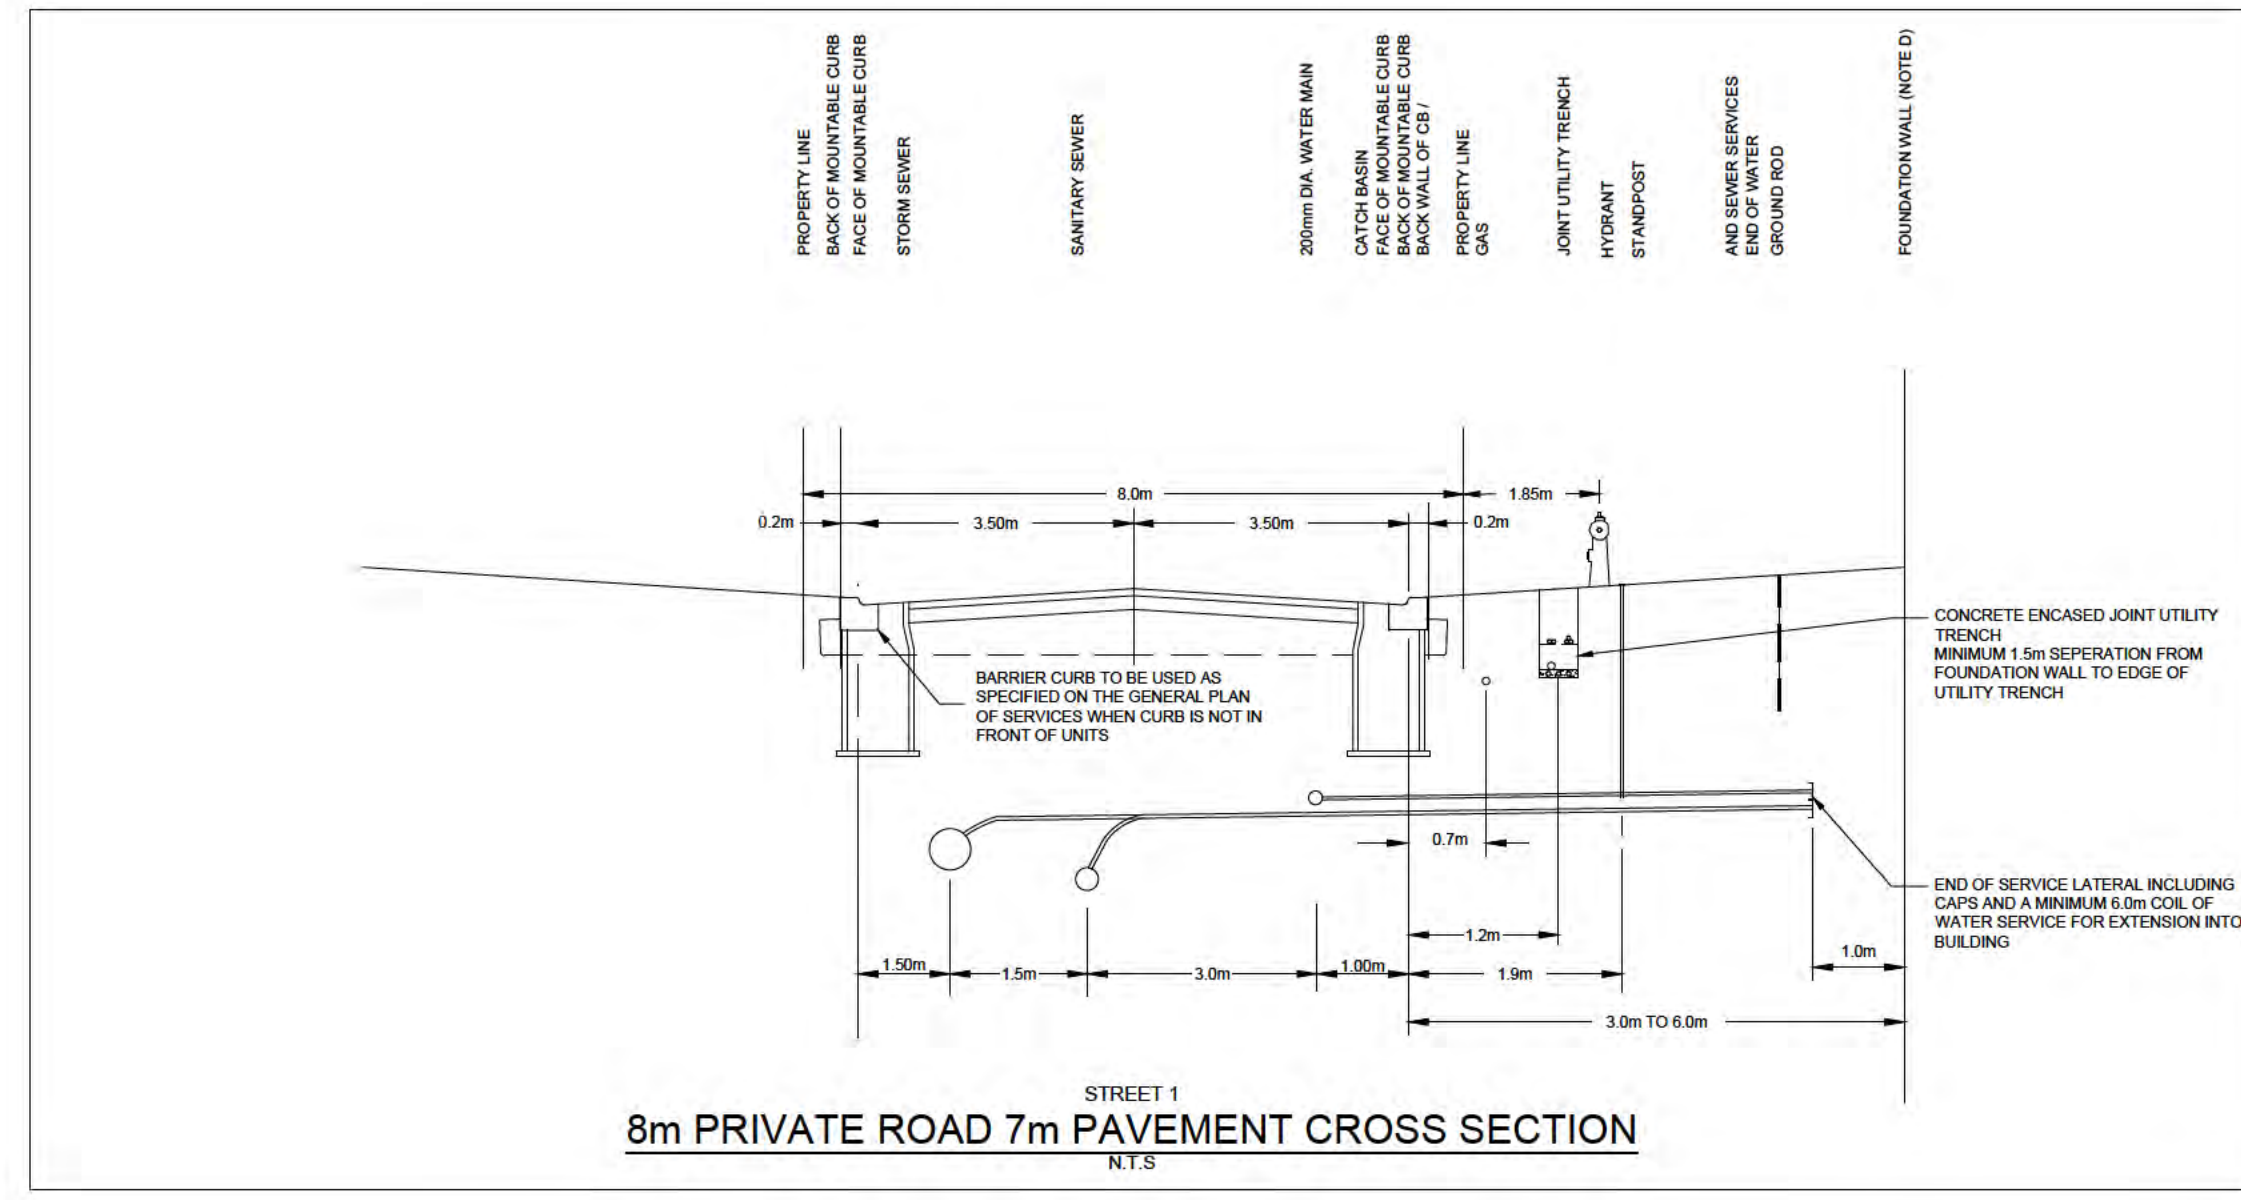 PROPERTY LINE
BACK OF MOUNTABLE CURB
FACE OF MOUNTABLE CURB
STORM SEWER
SANITARY SEWER
200mm DIA. WATER MAIN
CATCH BASIN
FACE OF MOUNTABLE CURB
BACK OF MOUNTABLE CURB
BACK WALL OF CB /
PROPERTY LINE
GAS
JOINT UTILITY TRENCH
HYDRANT
STANDPOST
AND SEWER SERVICES
END OF WATER
GROUND ROD
FOUNDATION WALL (NOTE D)
8.0m
1.85m
0.2m
3.50m
3.50m
0.2m
CONCRETE ENCASED JOINT UTILITY
TRENCH
MINIMUM 1.5m SEPERATION FROM
FOUNDATION WALL TO EDGE OF
UTILITY TRENCH
BARRIER CURB TO BE USED AS
SPECIFIED ON THE GENERAL PLAN
OF SERVICES WHEN CURB IS NOT IN
FRONT OF UNITS
0.7m
END OF SERVICE LATERAL INCLUDING
CAPS AND A MINIMUM 6.0m COIL OF
WATER SERVICE FOR EXTENSION INTO
BUILDING
1.2m
1.50m
1.5m
3.0m
1.00m
1.9m
1.0m
3.0m TO 6.0m
STREET 1
8m PRIVATE ROAD 7m PAVEMENT CROSS SECTION
N.T.S